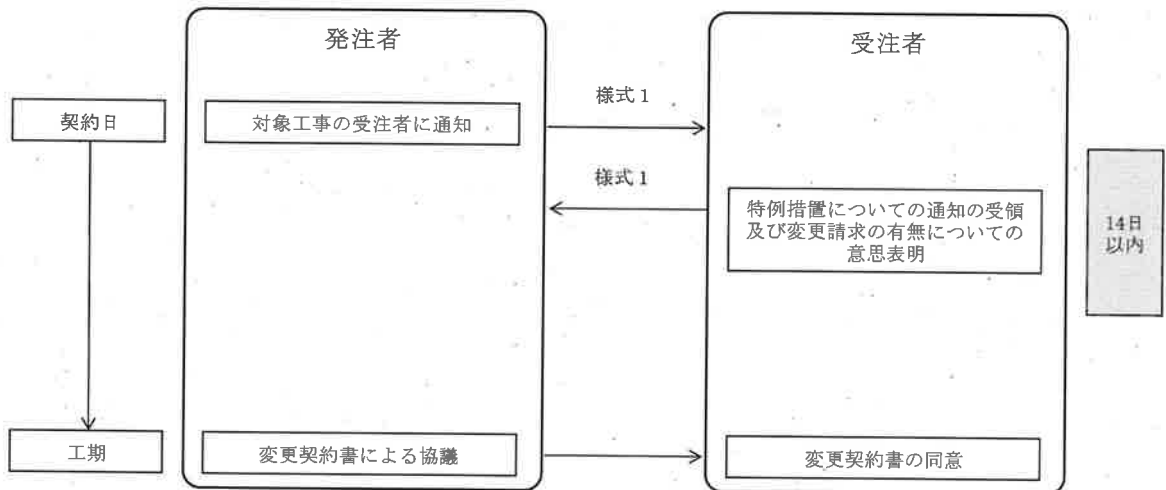 発注者
受注者
契約日
対象工事の受注者に通知
様式1
様式1
特例措置についての通知の受領
及び変更請求の有無についての
意思表明
14日
以内
工期
変更契約書による協議
変更契約書の同意